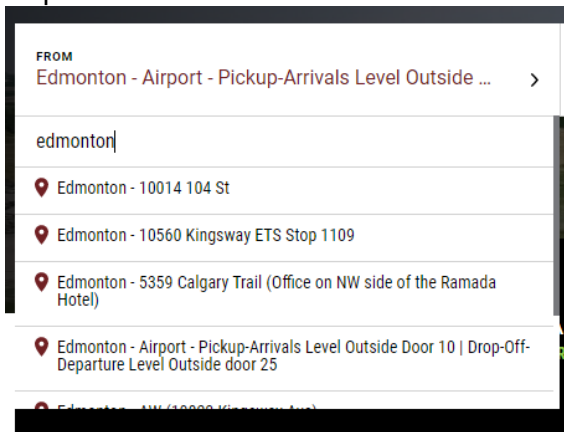 FROM
Edmonton - Airport - Pickup-Arrivals Level Outside ...
edmonton
Edmonton - 10014 104 St
Edmonton - 10560 Kingsway ETS Stop 1109
Edmonton - 5359 Calgary Trail (Office on NW side of the Ramada
Hotel)
Edmonton - Airport - Pickup-Arrivals Level Outside Door 10 | Drop-Off-
Departure Level Outside door 25
Edmonton - AW